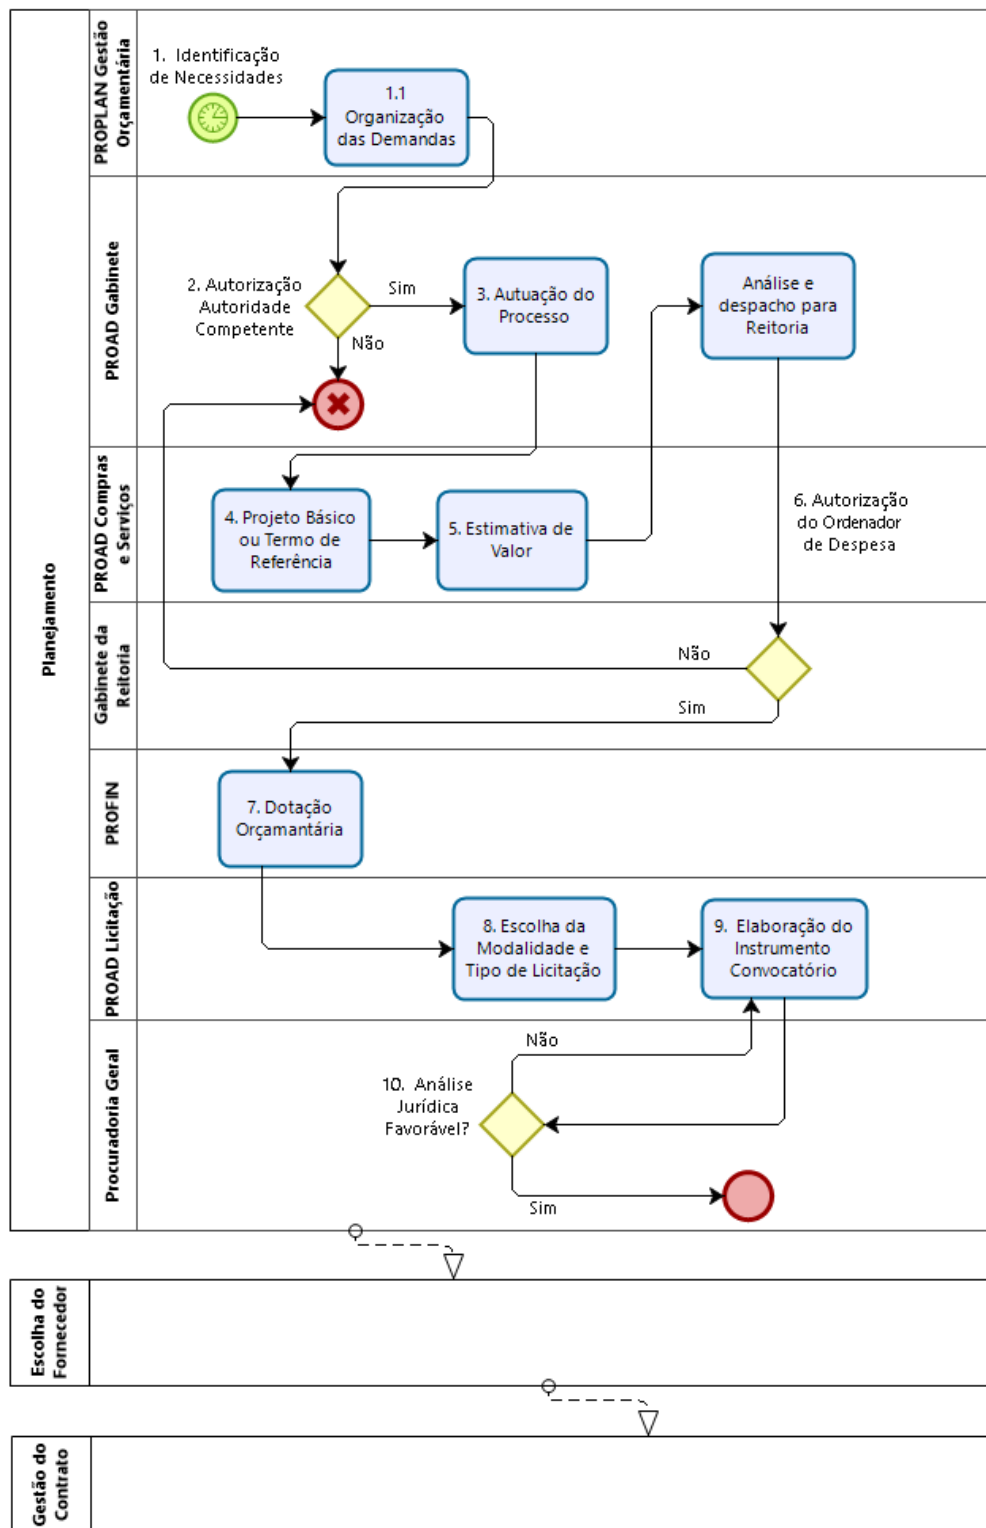 Planejamento
PROPLAN Gestão
Orçamentária
1. Identificação
de Necessidades
1.1
Organização
das Demandas
PROAD Gabinete
2. Autorização
Autoridade
Competente
Sim
Não
3. Autuação do
Processo
Análise e
despacho para
Reitoria
PROAD Compras
e Serviços
4. Projeto Básico
ou Termo de
Referência
5. Estimativa de
Valor
6. Autorização
do Ordenador
de Despesa
Gabinete da
Reitoria
Não
Sim
PROFIN
7. Dotação
Orçamantária
PROAD Licitação
8. Escolha da
Modalidade e
Tipo de Licitação
9. Elaboração do
Instrumento
Convocatório
Procuradoria Geral
Não
10. Análise
Jurídica
Favorável?
Sim
Escolha do
Fornecedor
Gestão do
Contrato